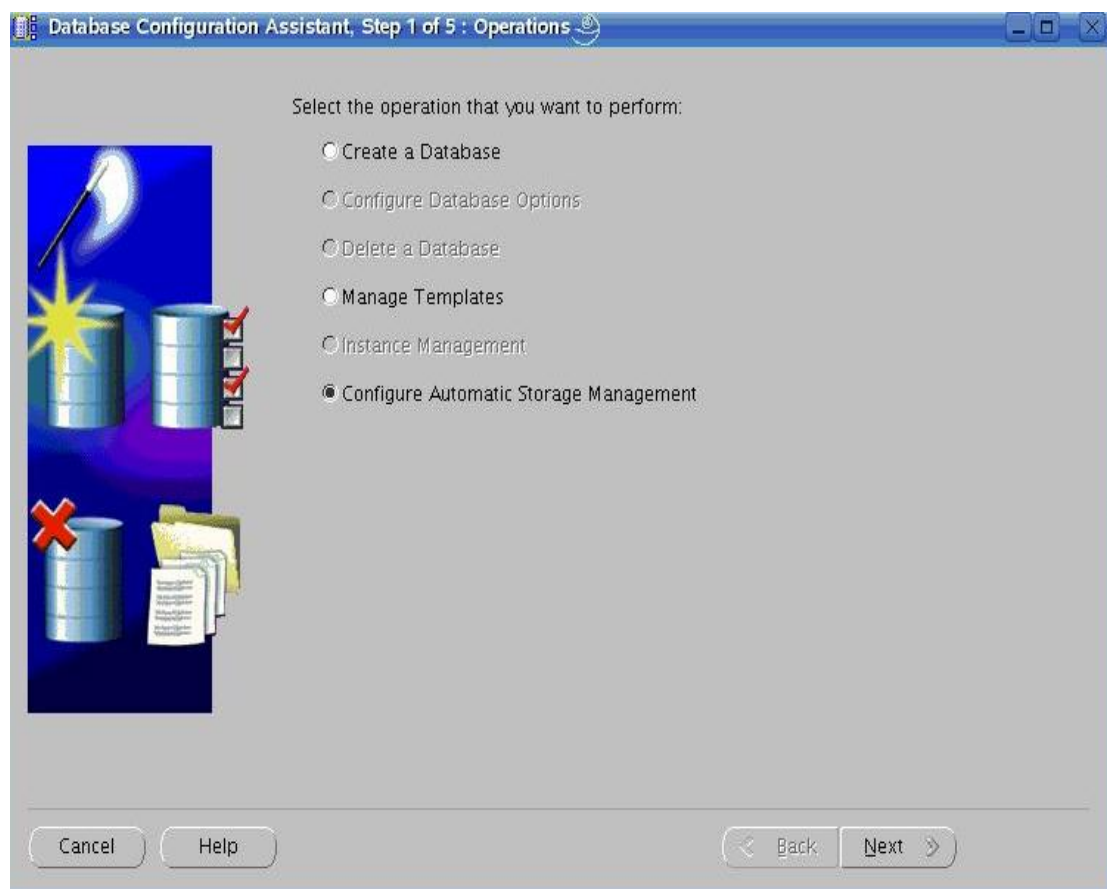 Database Configuration Assistant, Step 1 of 5 : Operations
Select the operation that you want to perform:
Create a Database
Configure Database Options
Delete a Database
Manage Templates
Instance Management
Configure Automatic Storage Management
Cancel
Help
Back
Next